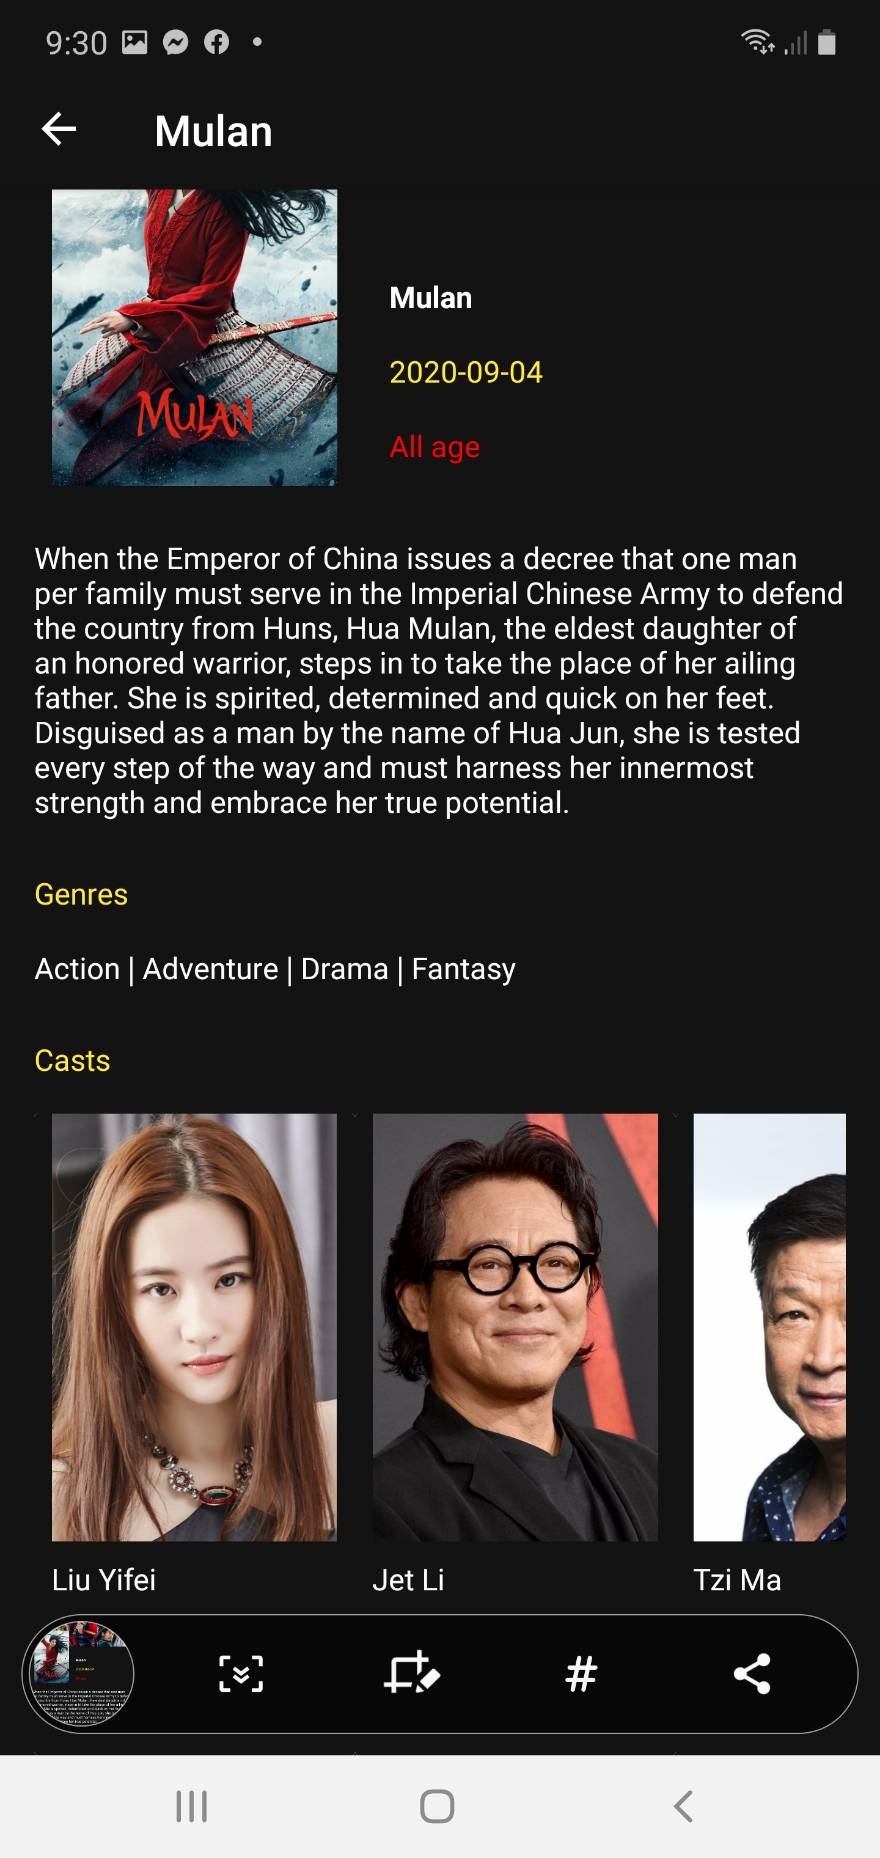 9:30
Mulan
MULAN
Mulan
2020-09-04
All age
When the Emperor of China issues a decree that one man
per family must serve in the Imperial Chinese Army to defend
the country from Huns, Hua Mulan, the eldest daughter of
an honored warrior, steps in to take the place of her ailing
father. She is spirited, determined and quick on her feet.
Disguised as a man by the name of Hua Jun, she is tested
every step of the way and must harness her innermost
strength and embrace her true potential.
Genres
Action | Adventure | Drama | Fantasy
Casts
Liu Yifei
Jet Li
Tzi Ma
#